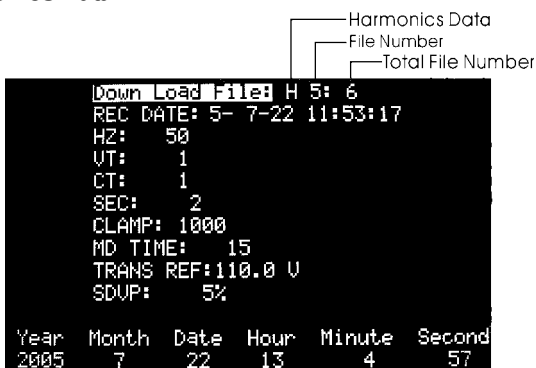 Harmonics Data
File Number
Total File Number
Down Load File: H 5: 6
REC DATE: 5- 7-22 11:53:17
HZ: 50
VT: 1
CT: 1
SEC: 2
CLAMP: 1000
MD TIME: 15
TRANS REF:110.0 V
SDVP: 5%
Year Month Date Hour Minute Second
2005 7 22 13 4 57